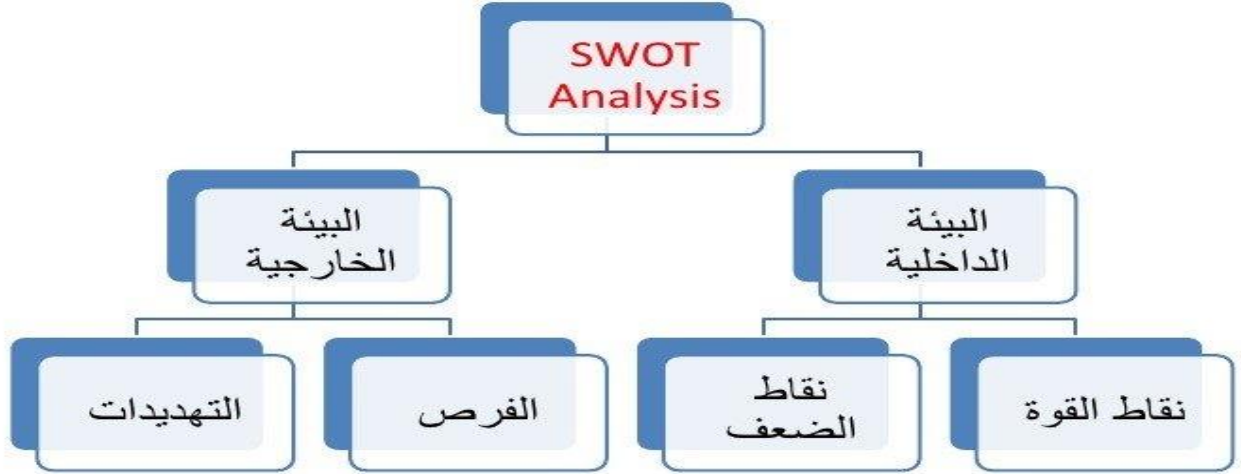 SWOT
Analysis
البيئة
الداخلية
البيئة
الخارجية
نقاط القوة
نقاط
الضعف
الفرص
التهديدات